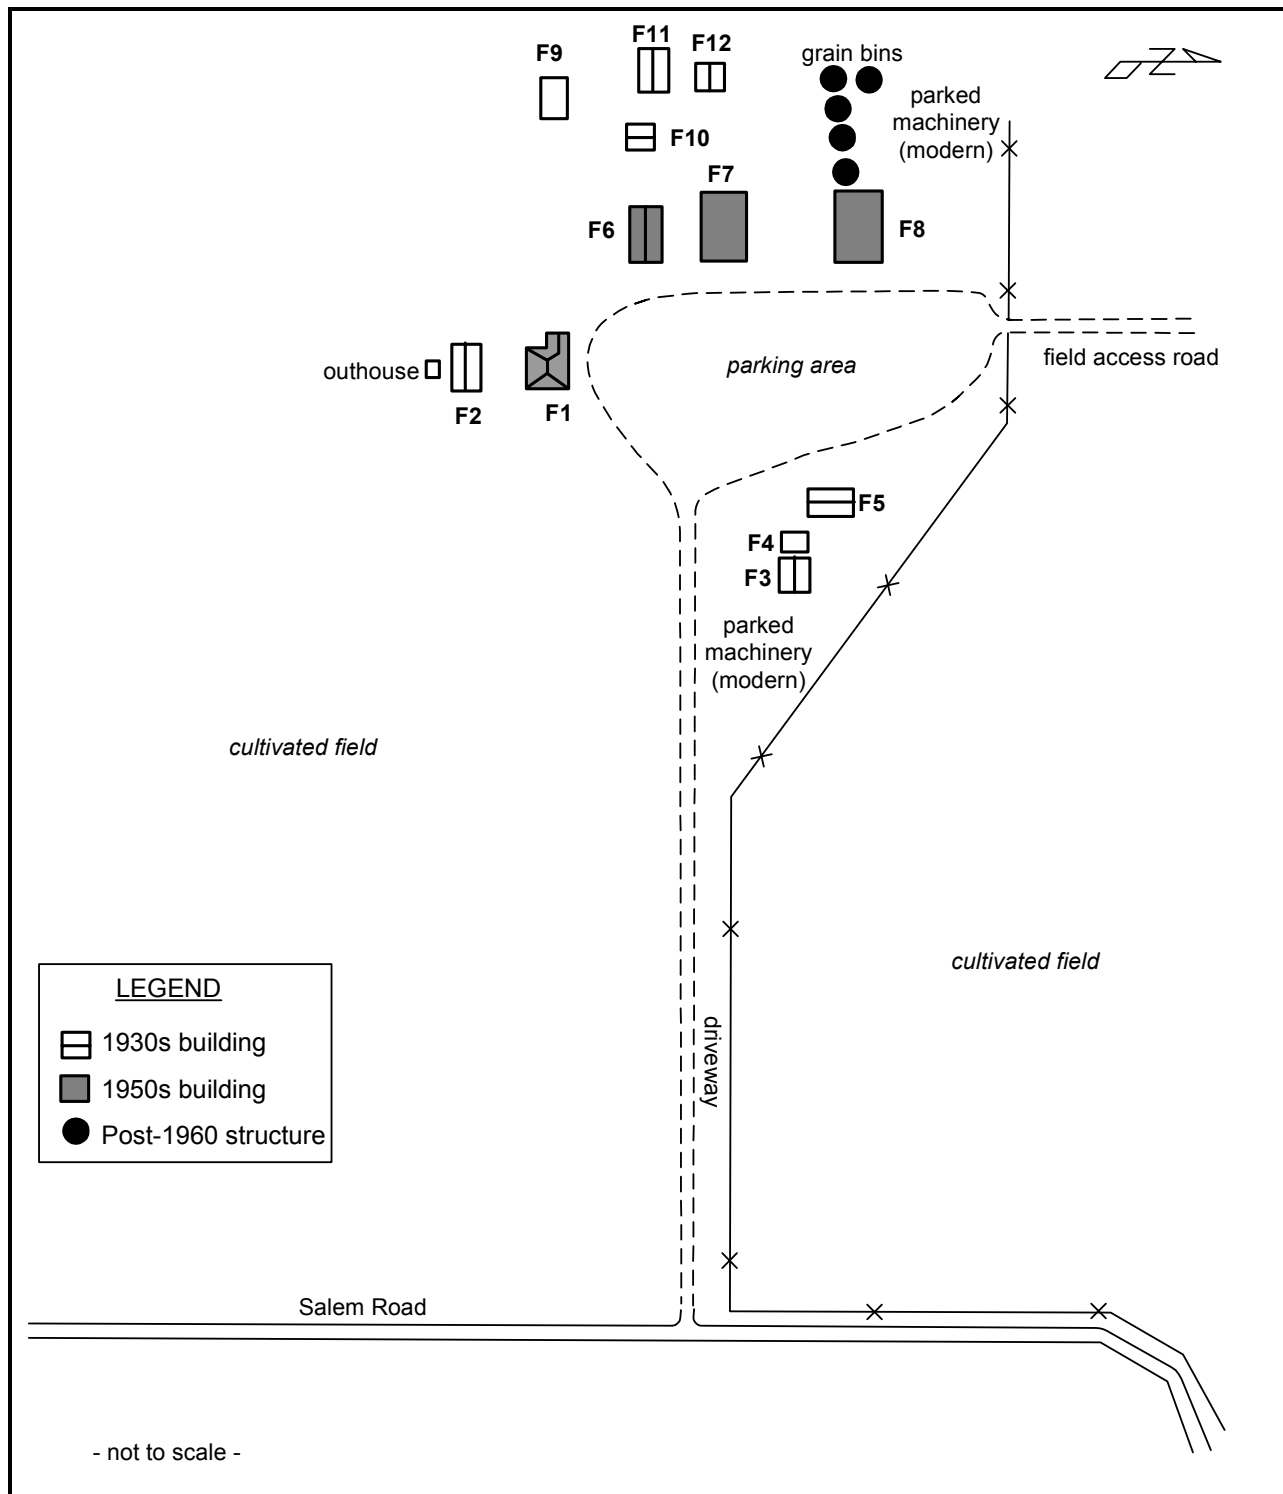 F9
F11
F12
grain bins
parked
machinery
(modern)
N
F10
F7
F6
F8
outhouse
F2
F1
parking area
field access road
F5
F4
F3
parked
machinery
(modern)
cultivated field
cultivated field
driveway
LEGEND
1930s building
1950s building
Post-1960 structure
Salem Road
- not to scale -